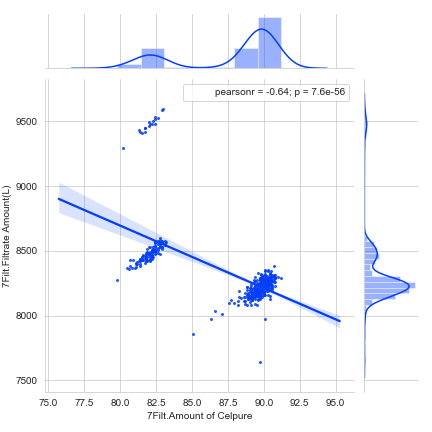 pearsonr = -0.64; p = 7.6e-56
9500
9000
8500
8000
7500
7Filt.Filtrate Amount(L)
75.0 77.5 80.0 82.5 85.0 87.5 90.0 92.5 95.0
7Filt.Amount of Celpure